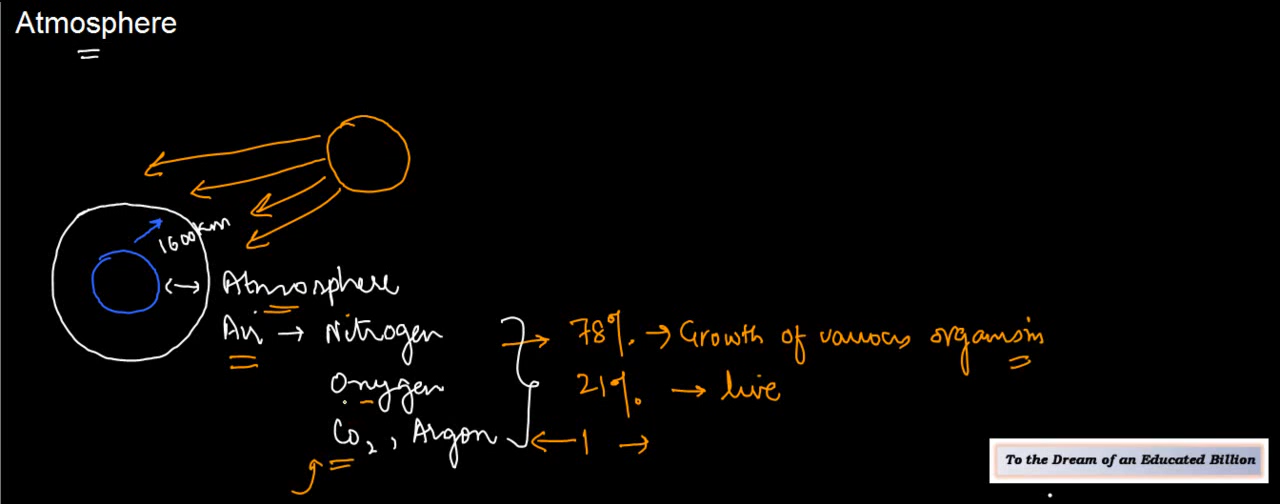 Atmosphere
1600km
Atmosphere
Air → Nitrogen → 78% → Growth of various organsin
Oxygen 21% → live
CO2, Argon ← 1 →
To the Dream of an Educated Billion